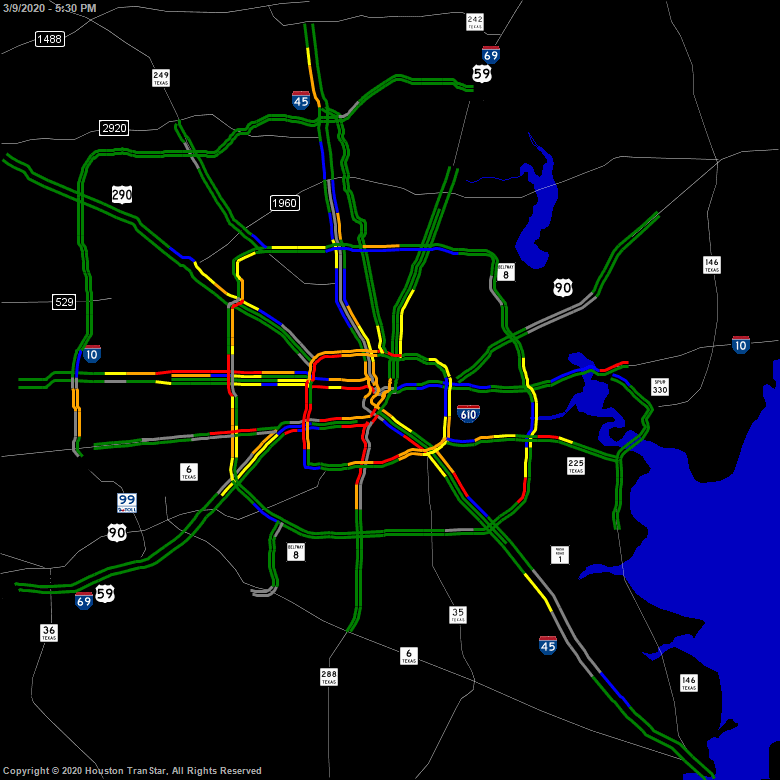 3/9/2020 - 5:30 PM
242
TEXAS
1488
69
59
249
TEXAS
45
2920
290
1960
146
TEXAS
BELTWAY
8
90
529
10
10
SPUR
330
610
225
TEXAS
6
TEXAS
99
TOLL
90
BELTWAY
8
1
69
59
35
TEXAS
36
TEXAS
45
6
TEXAS
288
TEXAS
146
TEXAS
Copyright © 2020 Houston TranStar, All Rights Reserved